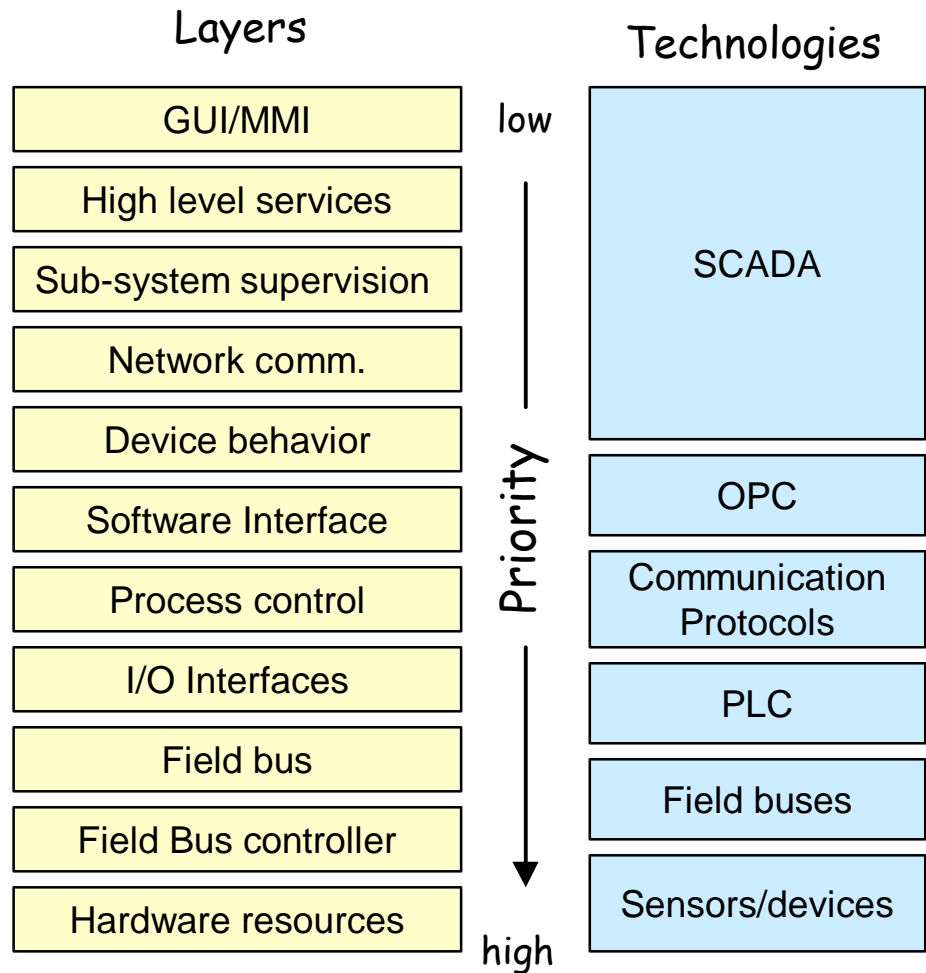 Layers
GUI/MMI
High level services
Sub-system supervision
Network comm.
Device behavior
Software Interface
Process control
I/O Interfaces
Field bus
Field Bus controller
Hardware resources
low
Priority
high
Technologies
SCADA
OPC
Communication
Protocols
PLC
Field buses
Sensors/devices